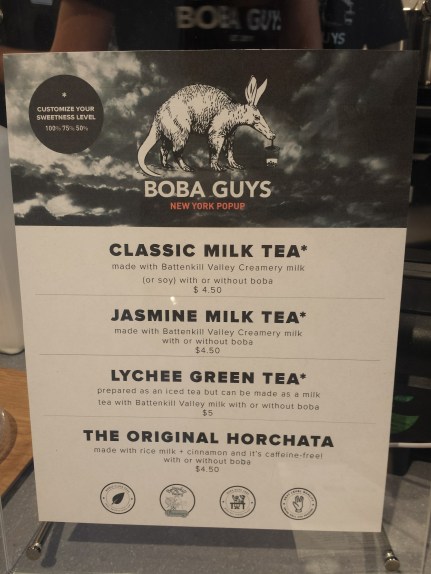 BOBA GUYS
*
CUSTOMIZE YOUR
SWEETNESS LEVEL
100% 75% 50%
BOBA GUYS
NEW YORK POPUP
CLASSIC MILK TEA*
made with Battenkill Valley Creamery milk
(or soy) with or without boba
$ 4.50
JASMINE MILK TEA*
made with Battenkill Valley Creamery milk
with or without boba
$4.50
LYCHEE GREEN TEA*
prepared as an iced tea but can be made as a milk
tea with Battenkill Valley milk with or without boba
$5
THE ORIGINAL HORCHATA
made with rice milk + cinnamon and it's caffeine-free!
with or without boba
$4.50